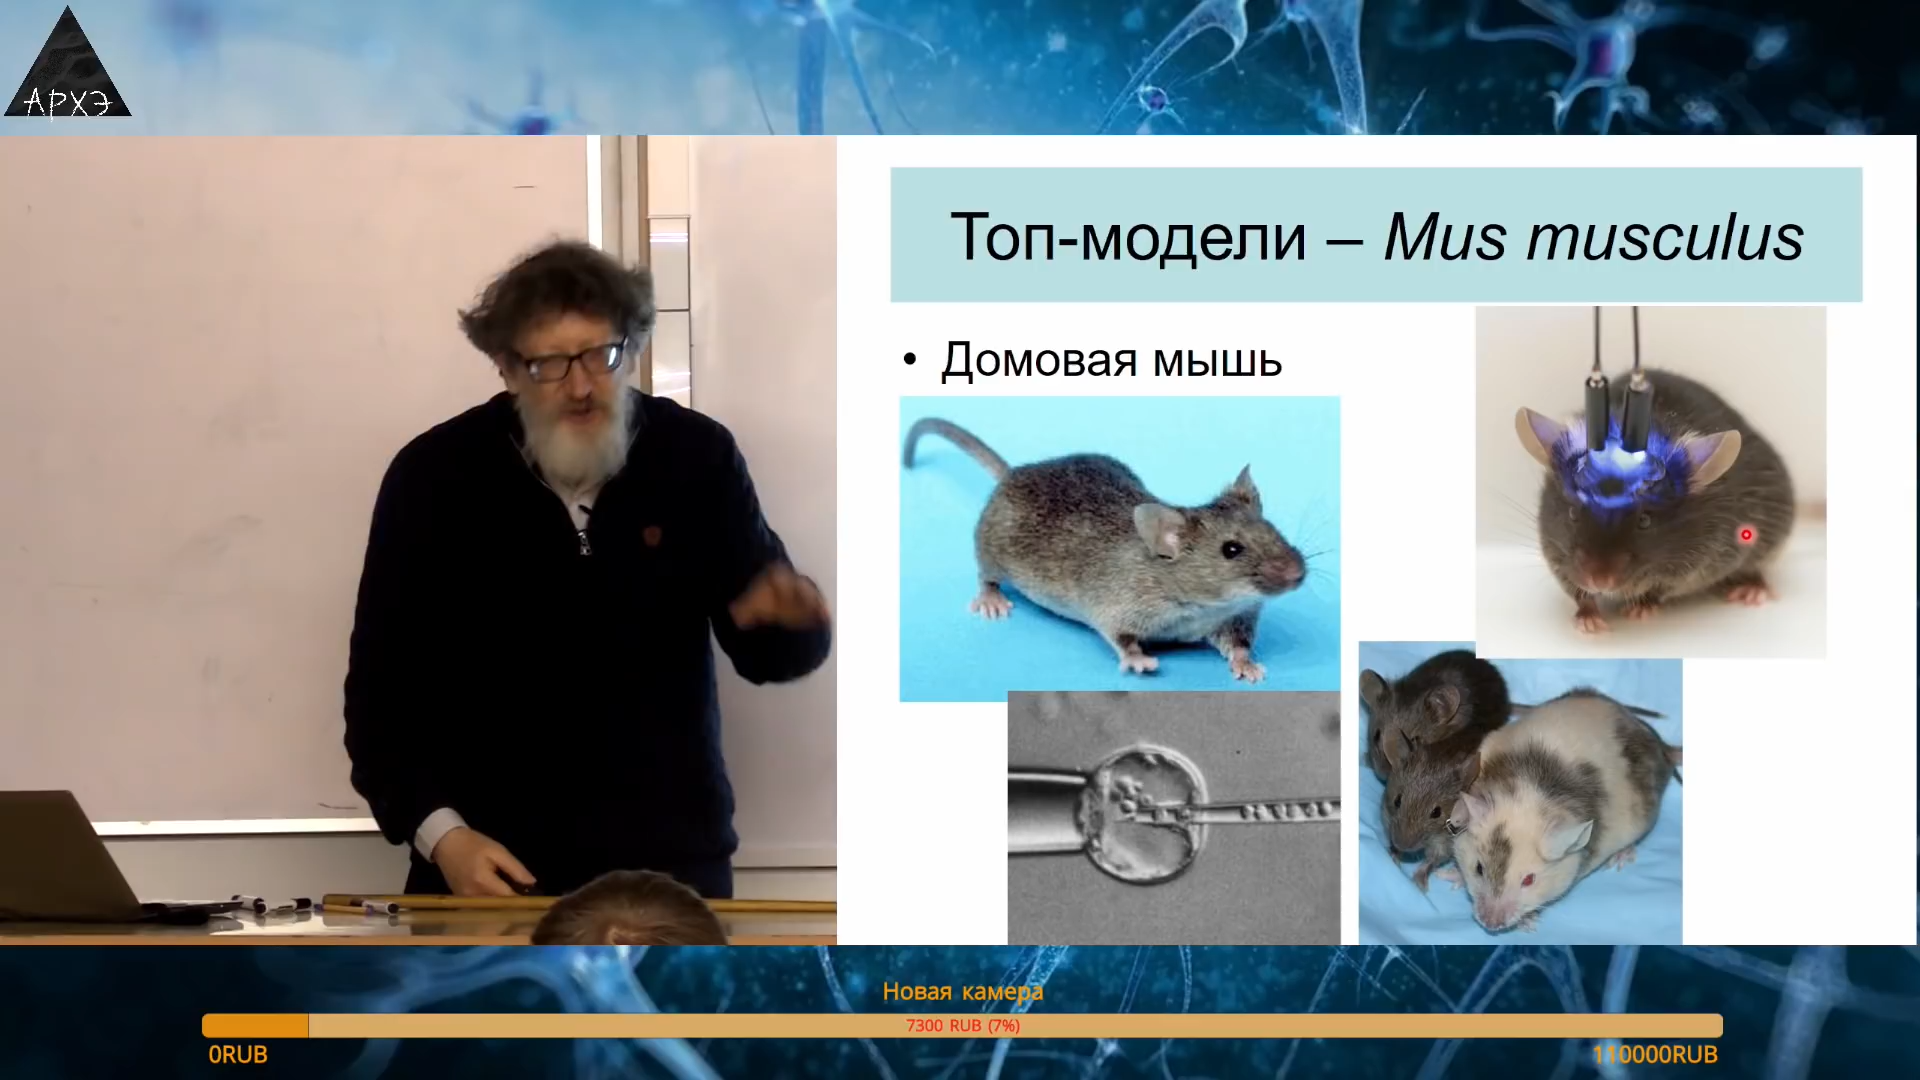 АРХЭ
Топ-модели – Mus musculus
• Домовая мышь
Новая камера
7300 RUB (7%)
0RUB
110000RUB